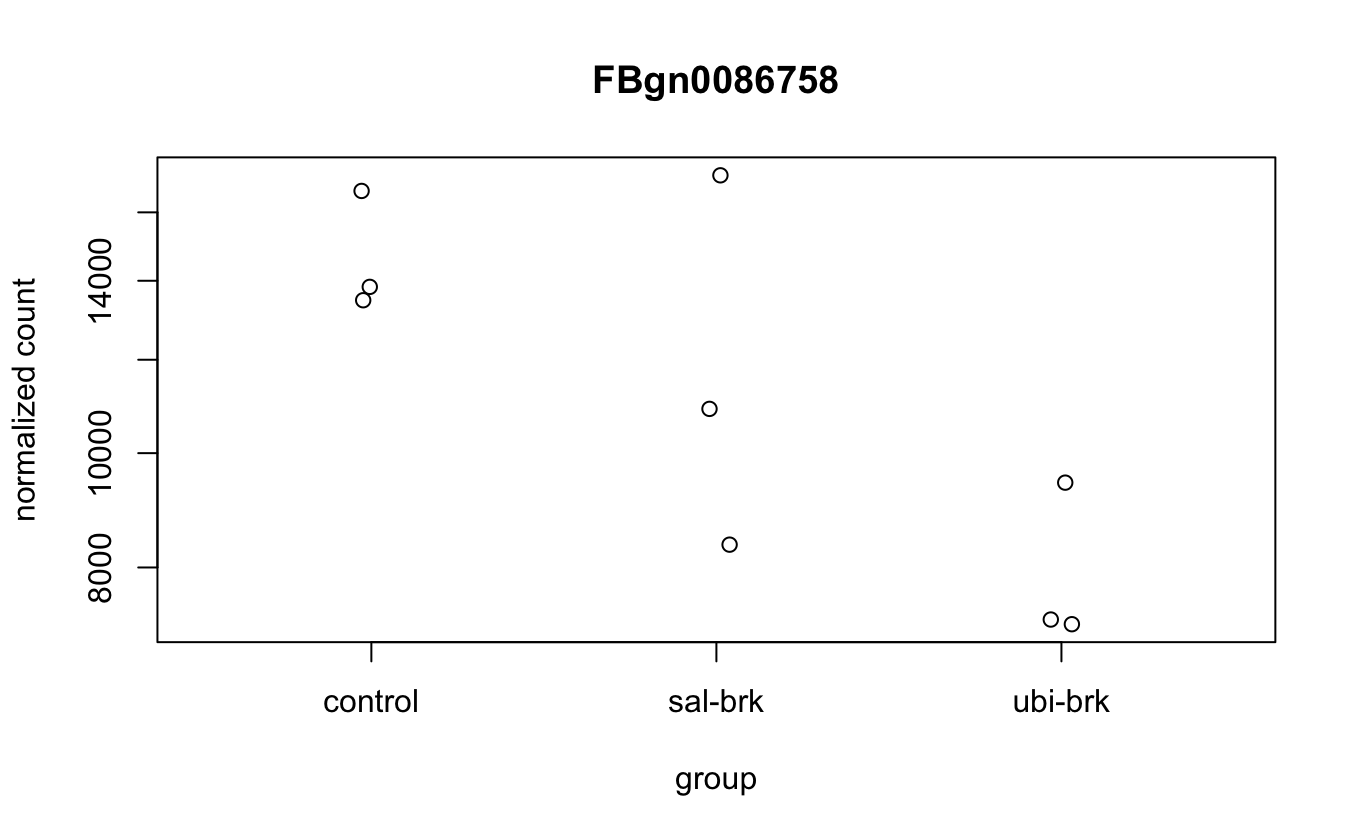 FBgn0086758
normalized count
14000
10000
8000
control sal-brk ubi-brk
group